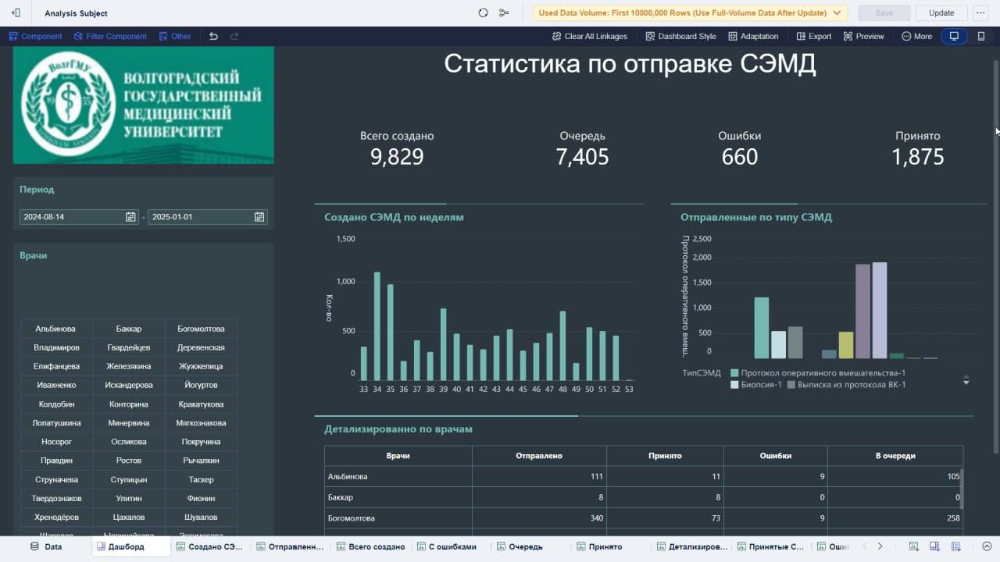 Analysis Subject
Used Data Volume: First 10000,000 Rows (Use Full-Volume Data After Update)
Save
Update
Component
Filter Component
Other
Clear All Linkages
Dashboard Style
Adaptation
Export
Preview
More
ВолгГМУ
1935
ВОЛГОГРАДСКИЙ
ГОСУДАРСТВЕННЫЙ
МЕДИЦИНСКИЙ
УНИВЕРСИТЕТ
Статистика по отправке СЭМД
Всего создано
9,829
Очередь
7,405
Ошибки
660
Принято
1,875
Период
2024-08-14 - 2025-01-01
Врачи
Альбинова Баккар Богомолтова
Владимиров Гвардейцев Деревенская
Епифанцева Железякина Жужжелица
Ивахненко Искандерова Йогуртов
Колдобин Конторина Кракатукова
Лопатушкина Минервина Мягкознакова
Носорог Осликова Покручина
Правдин Ростов Рычалкин
Струначева Ступицын Таскер
Твердознаков Улитин Фионин
Хренодёров Цахалов Шувалов
Создано СЭМД по неделям
1,500
1,000
500
0
Кол-во
33 34 35 36 37 38 39 40 41 42 43 44 45 46 47 48 49 50 51 52 53
Отправленные по типу СЭМД
Протокол оперативного вмеш...
2,500
2,000
1,500
1,000
500
0
ТипСЭМД Протокол оперативного вмешательства-1
Биопсия-1 Выписка из протокола ВК-1
Детализированно по врачам
Врачи Отправлено Принято Ошибки В очереди
Альбинова 111 11 9 105
Баккар 8 8 0 0
Богомолтова 340 73 9 258
Data
Дашборд
Создано СЭ...
Отправленн...
Всего создано
С ошибками
Очередь
Принято
Детализиров...
Принятые С...